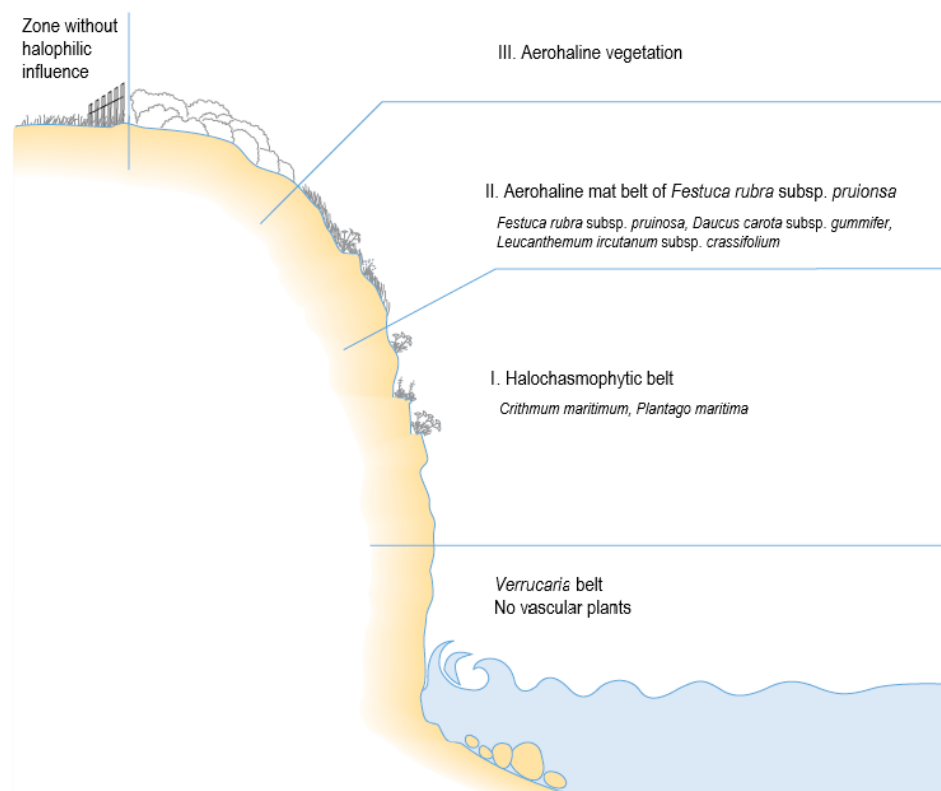 Zone without
halophilic
influence
III. Aerohaline vegetation
II. Aerohaline mat belt of Festuca rubra subsp. pruionsa
Festuca rubra subsp. pruinosa, Daucus carota subsp. gummifer,
Leucanthemum ircutanum subsp. crassifolium
I. Halochasmophytic belt
Crithmum maritimum, Plantago maritima
Verrucaria belt
No vascular plants